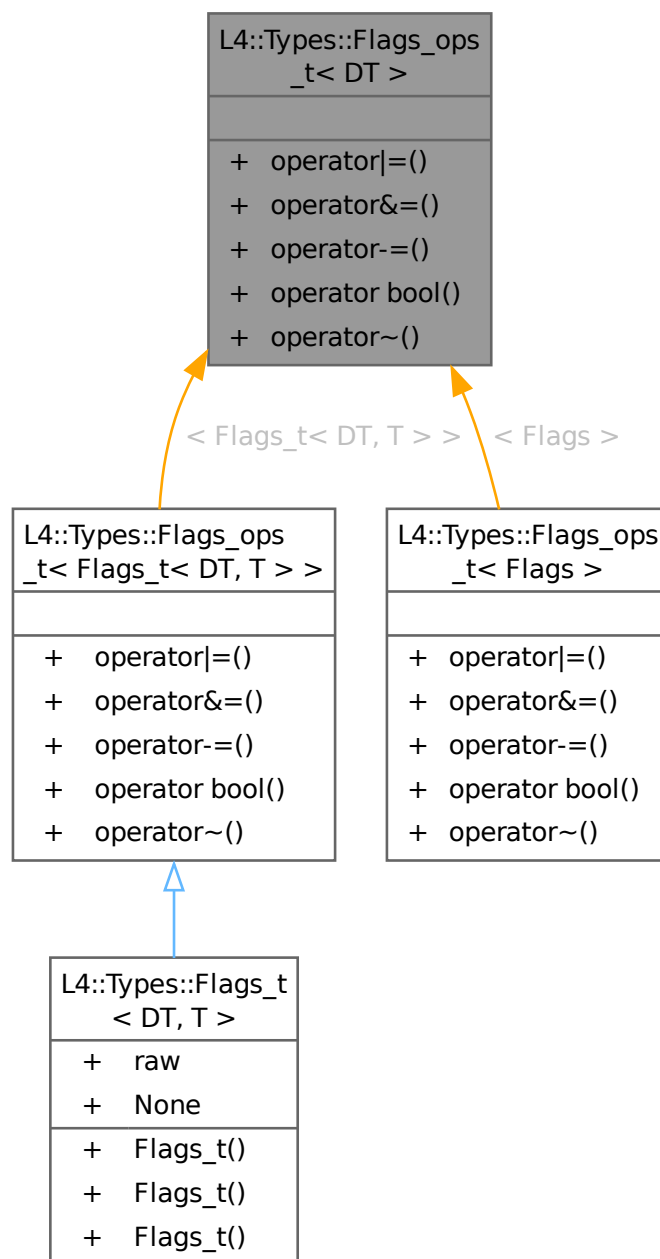 L4::Types::Flags_ops
_t< DT >
+ operator|=()
+ operator&=()
+ operator-=()
+ operator bool()
+ operator~()
< Flags_t< DT, T > >
< Flags >
L4::Types::Flags_ops
_t< Flags_t< DT, T > >
+ operator|=()
+ operator&=()
+ operator-=()
+ operator bool()
+ operator~()
L4::Types::Flags_ops
_t< Flags >
+ operator|=()
+ operator&=()
+ operator-=()
+ operator bool()
+ operator~()
L4::Types::Flags_t
< DT, T >
+ raw
+ None
+ Flags_t()
+ Flags_t()
+ Flags_t()